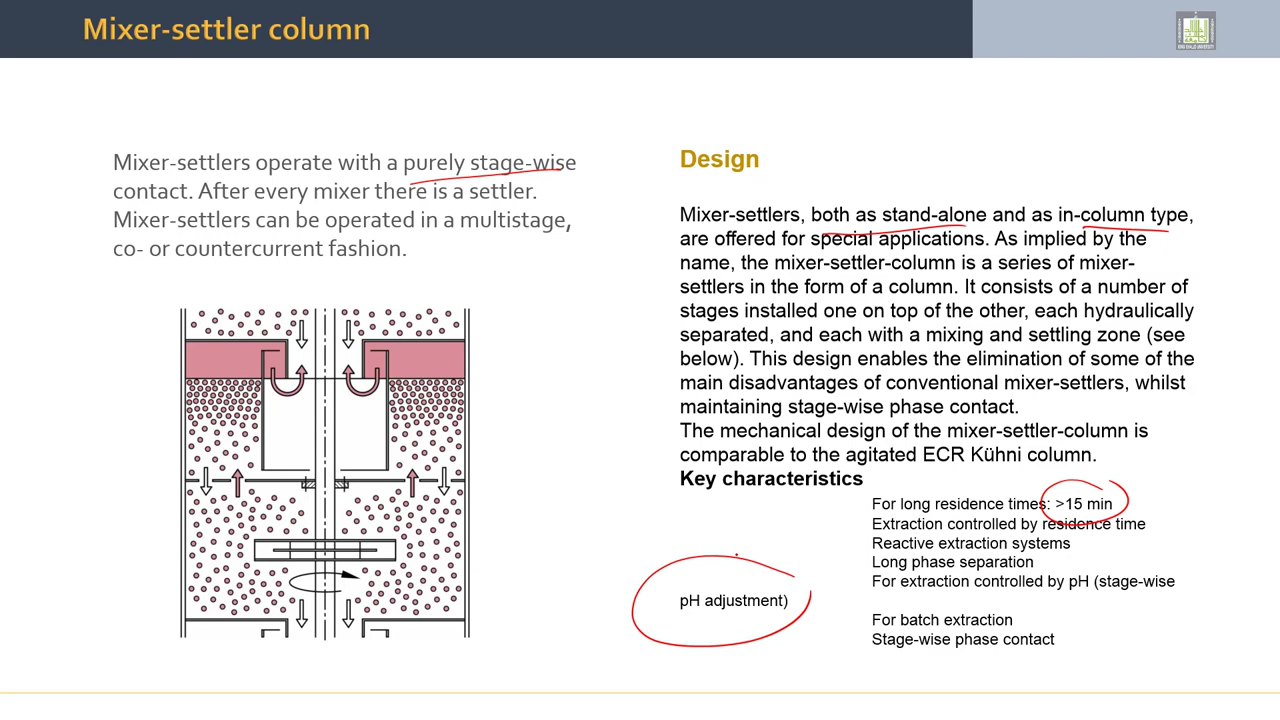 Mixer-settler column
KING KHALID UNIVERSITY
Mixer-settlers operate with a purely stage-wise
contact. After every mixer there is a settler.
Mixer-settlers can be operated in a multistage,
co- or countercurrent fashion.
Design
Mixer-settlers, both as stand-alone and as in-column type,
are offered for special applications. As implied by the
name, the mixer-settler-column is a series of mixer-
settlers in the form of a column. It consists of a number of
stages installed one on top of the other, each hydraulically
separated, and each with a mixing and settling zone (see
below). This design enables the elimination of some of the
main disadvantages of conventional mixer-settlers, whilst
maintaining stage-wise phase contact.
The mechanical design of the mixer-settler-column is
comparable to the agitated ECR Kühni column.
Key characteristics
For long residence times: >15 min
Extraction controlled by residence time
Reactive extraction systems
Long phase separation
For extraction controlled by pH (stage-wise
pH adjustment)
For batch extraction
Stage-wise phase contact